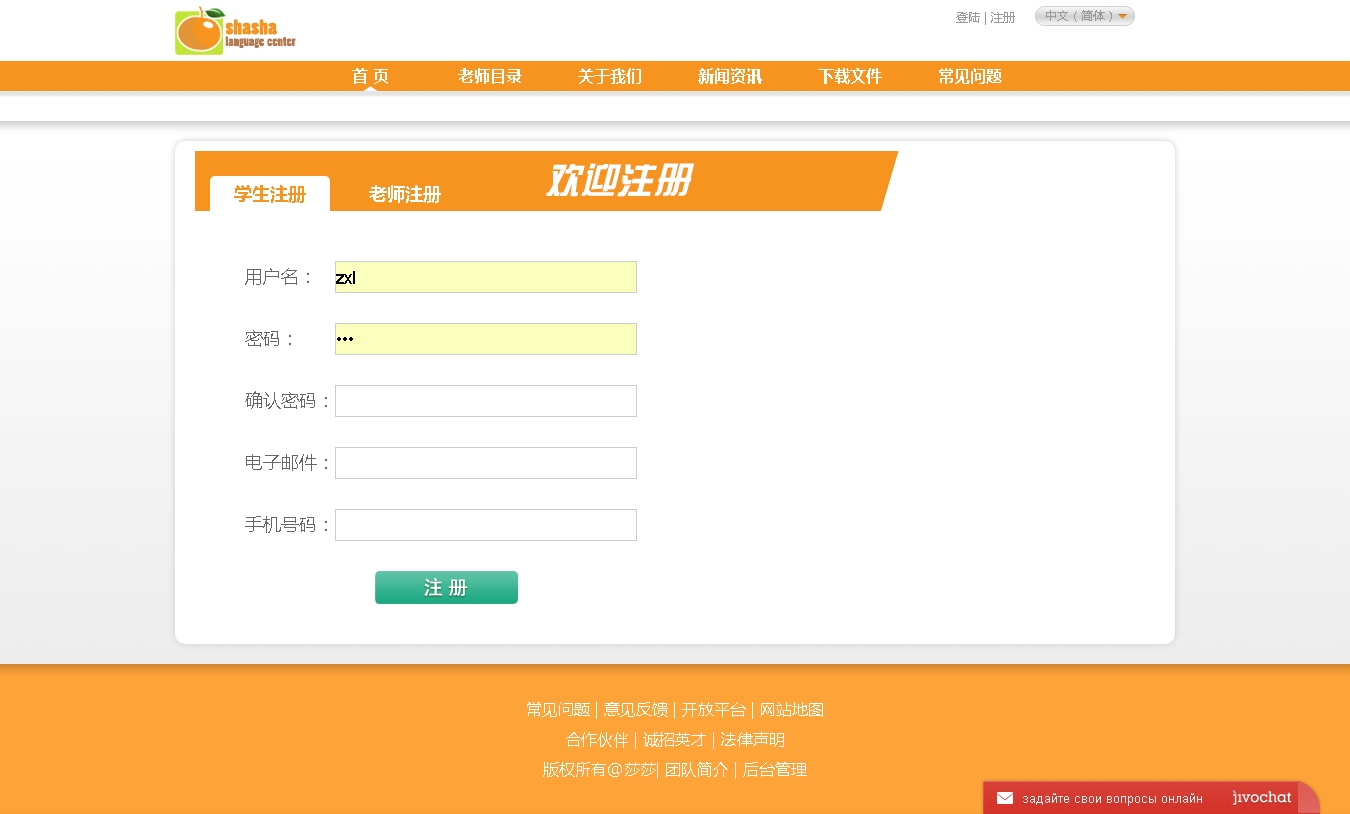 shasha
language center
登陆 | 注册
中文（简体）
首 页 老师目录 关于我们 新闻资讯 下载文件 常见问题
学生注册 老师注册 欢迎注册
用户名： zxl
密码： •••
确认密码：
电子邮件：
手机号码：
注 册
常见问题 | 意见反馈 | 开放平台 | 网站地图
合作伙伴 | 诚招英才 | 法律声明
版权所有@莎莎| 团队简介 | 后台管理
задайте свои вопросы онлайн jivochat